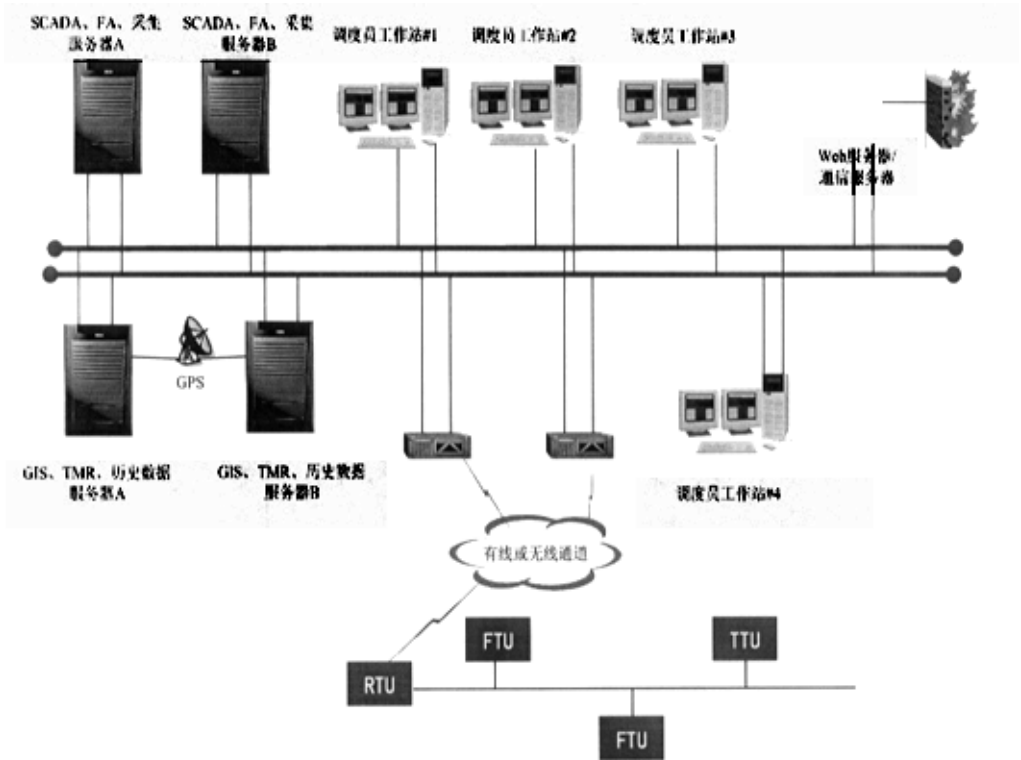 SCADA、FA、采集
服务器A
SCADA、FA、采集
服务器B
调度员工作站#1
调度员工作站#2
调度员工作站#3
Web服务器/
通信服务器
GPS
GIS、TMR、历史数据
服务器A
GIS、TMR、历史数据
服务器B
调度员工作站#4
有线或无线通道
FTU
TTU
RTU
FTU